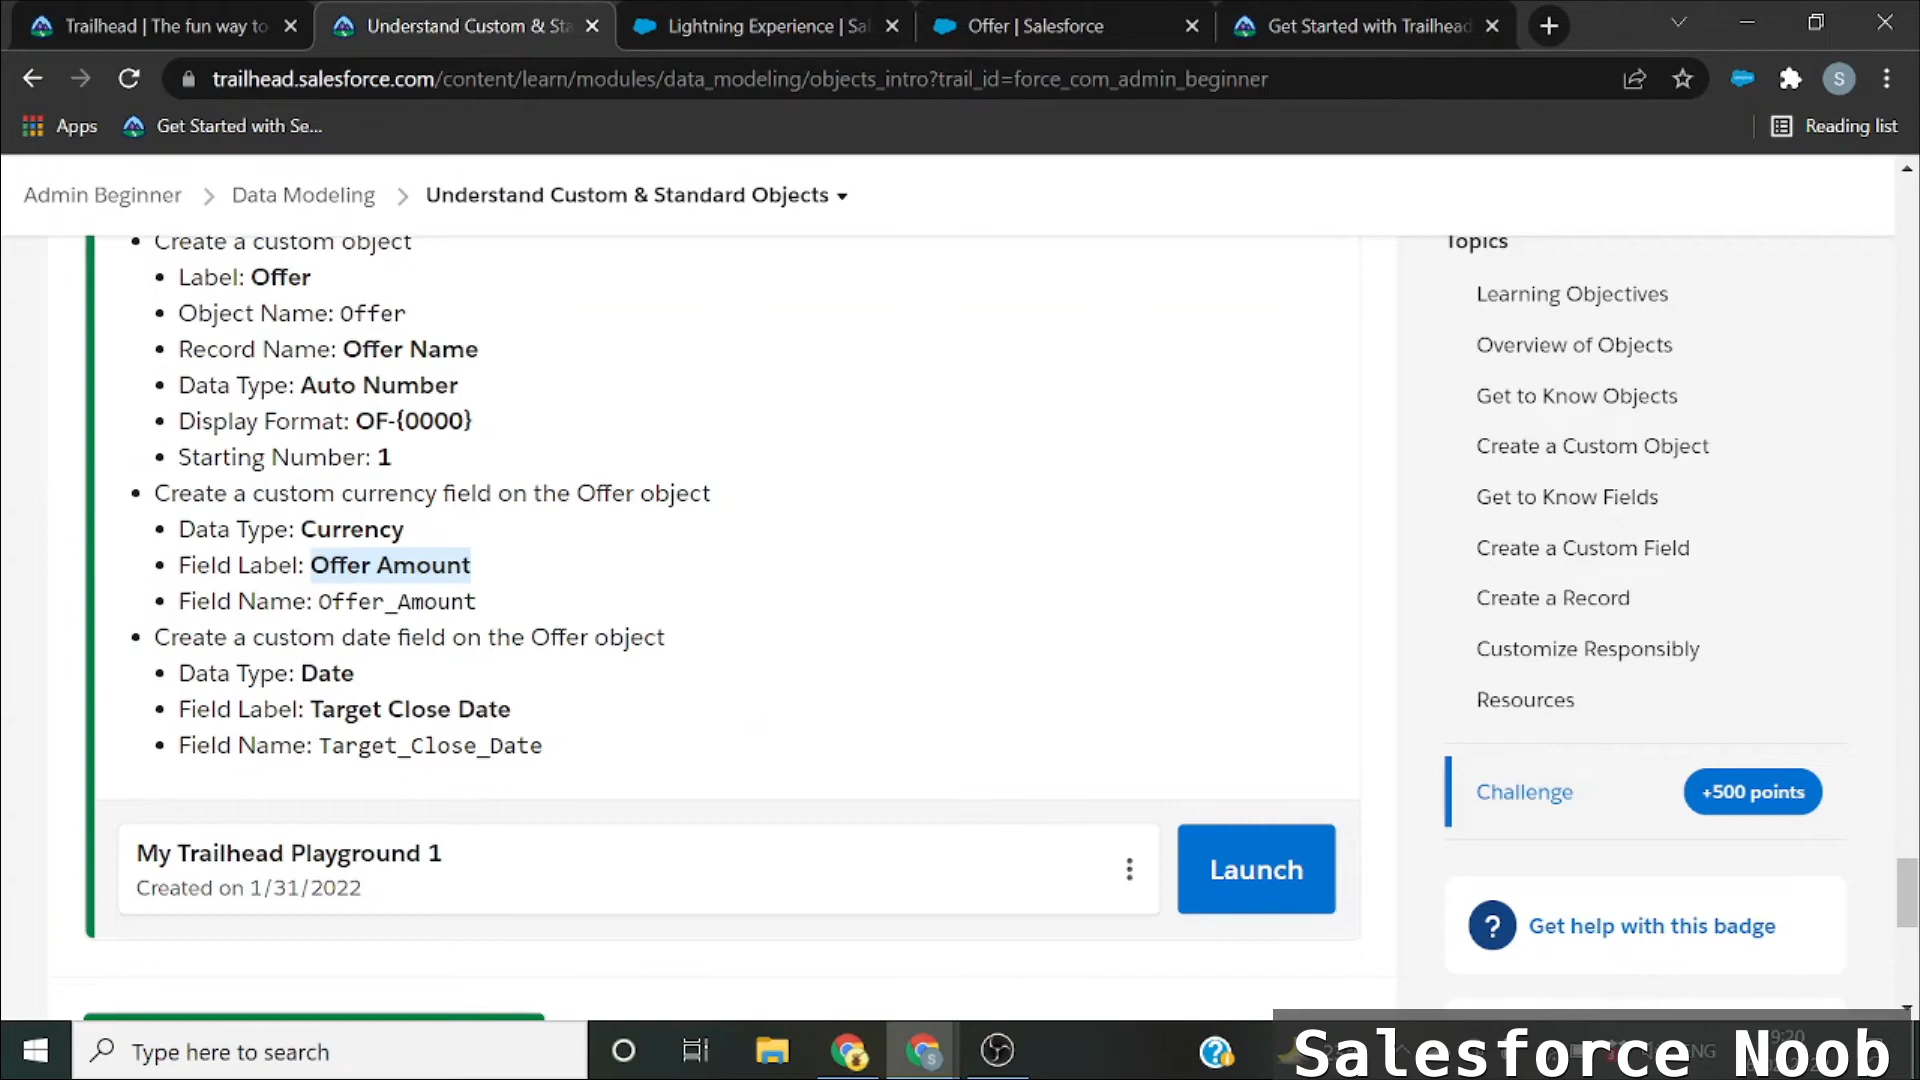 Trailhead | The fun way to
Understand Custom & Sta
Lightning Experience | Sal
Offer | Salesforce
Get Started with Trailhead
trailhead.salesforce.com/content/learn/modules/data_modeling/objects_intro?trail_id=force_com_admin_beginner
S
Apps
Get Started with Se...
Reading list
Admin Beginner
Data Modeling
Understand Custom & Standard Objects
Create a custom object
Label: Offer
Object Name: Offer
Record Name: Offer Name
Data Type: Auto Number
Display Format: OF-{0000}
Starting Number: 1
Create a custom currency field on the Offer object
Data Type: Currency
Field Label: Offer Amount
Field Name: Offer_Amount
Create a custom date field on the Offer object
Data Type: Date
Field Label: Target Close Date
Field Name: Target_Close_Date
My Trailhead Playground 1
Created on 1/31/2022
Launch
Topics
Learning Objectives
Overview of Objects
Get to Know Objects
Create a Custom Object
Get to Know Fields
Create a Custom Field
Create a Record
Customize Responsibly
Resources
Challenge
+500 points
? Get help with this badge
Type here to search
Salesforce Noob